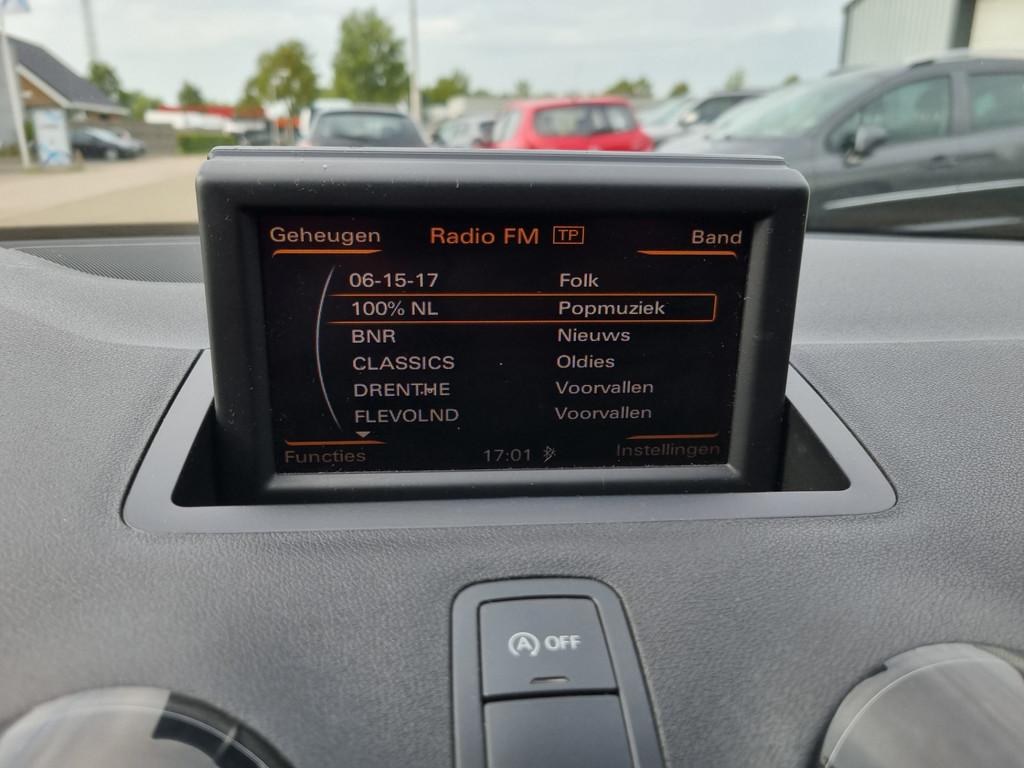 Geheugen Radio FM TP Band
06-15-17 Folk
100% NL Popmuziek
BNR Nieuws
CLASSICS Oldies
DRENTHE Voorvallen
FLEVOLND Voorvallen
Functies 17:01 Instellingen
A OFF